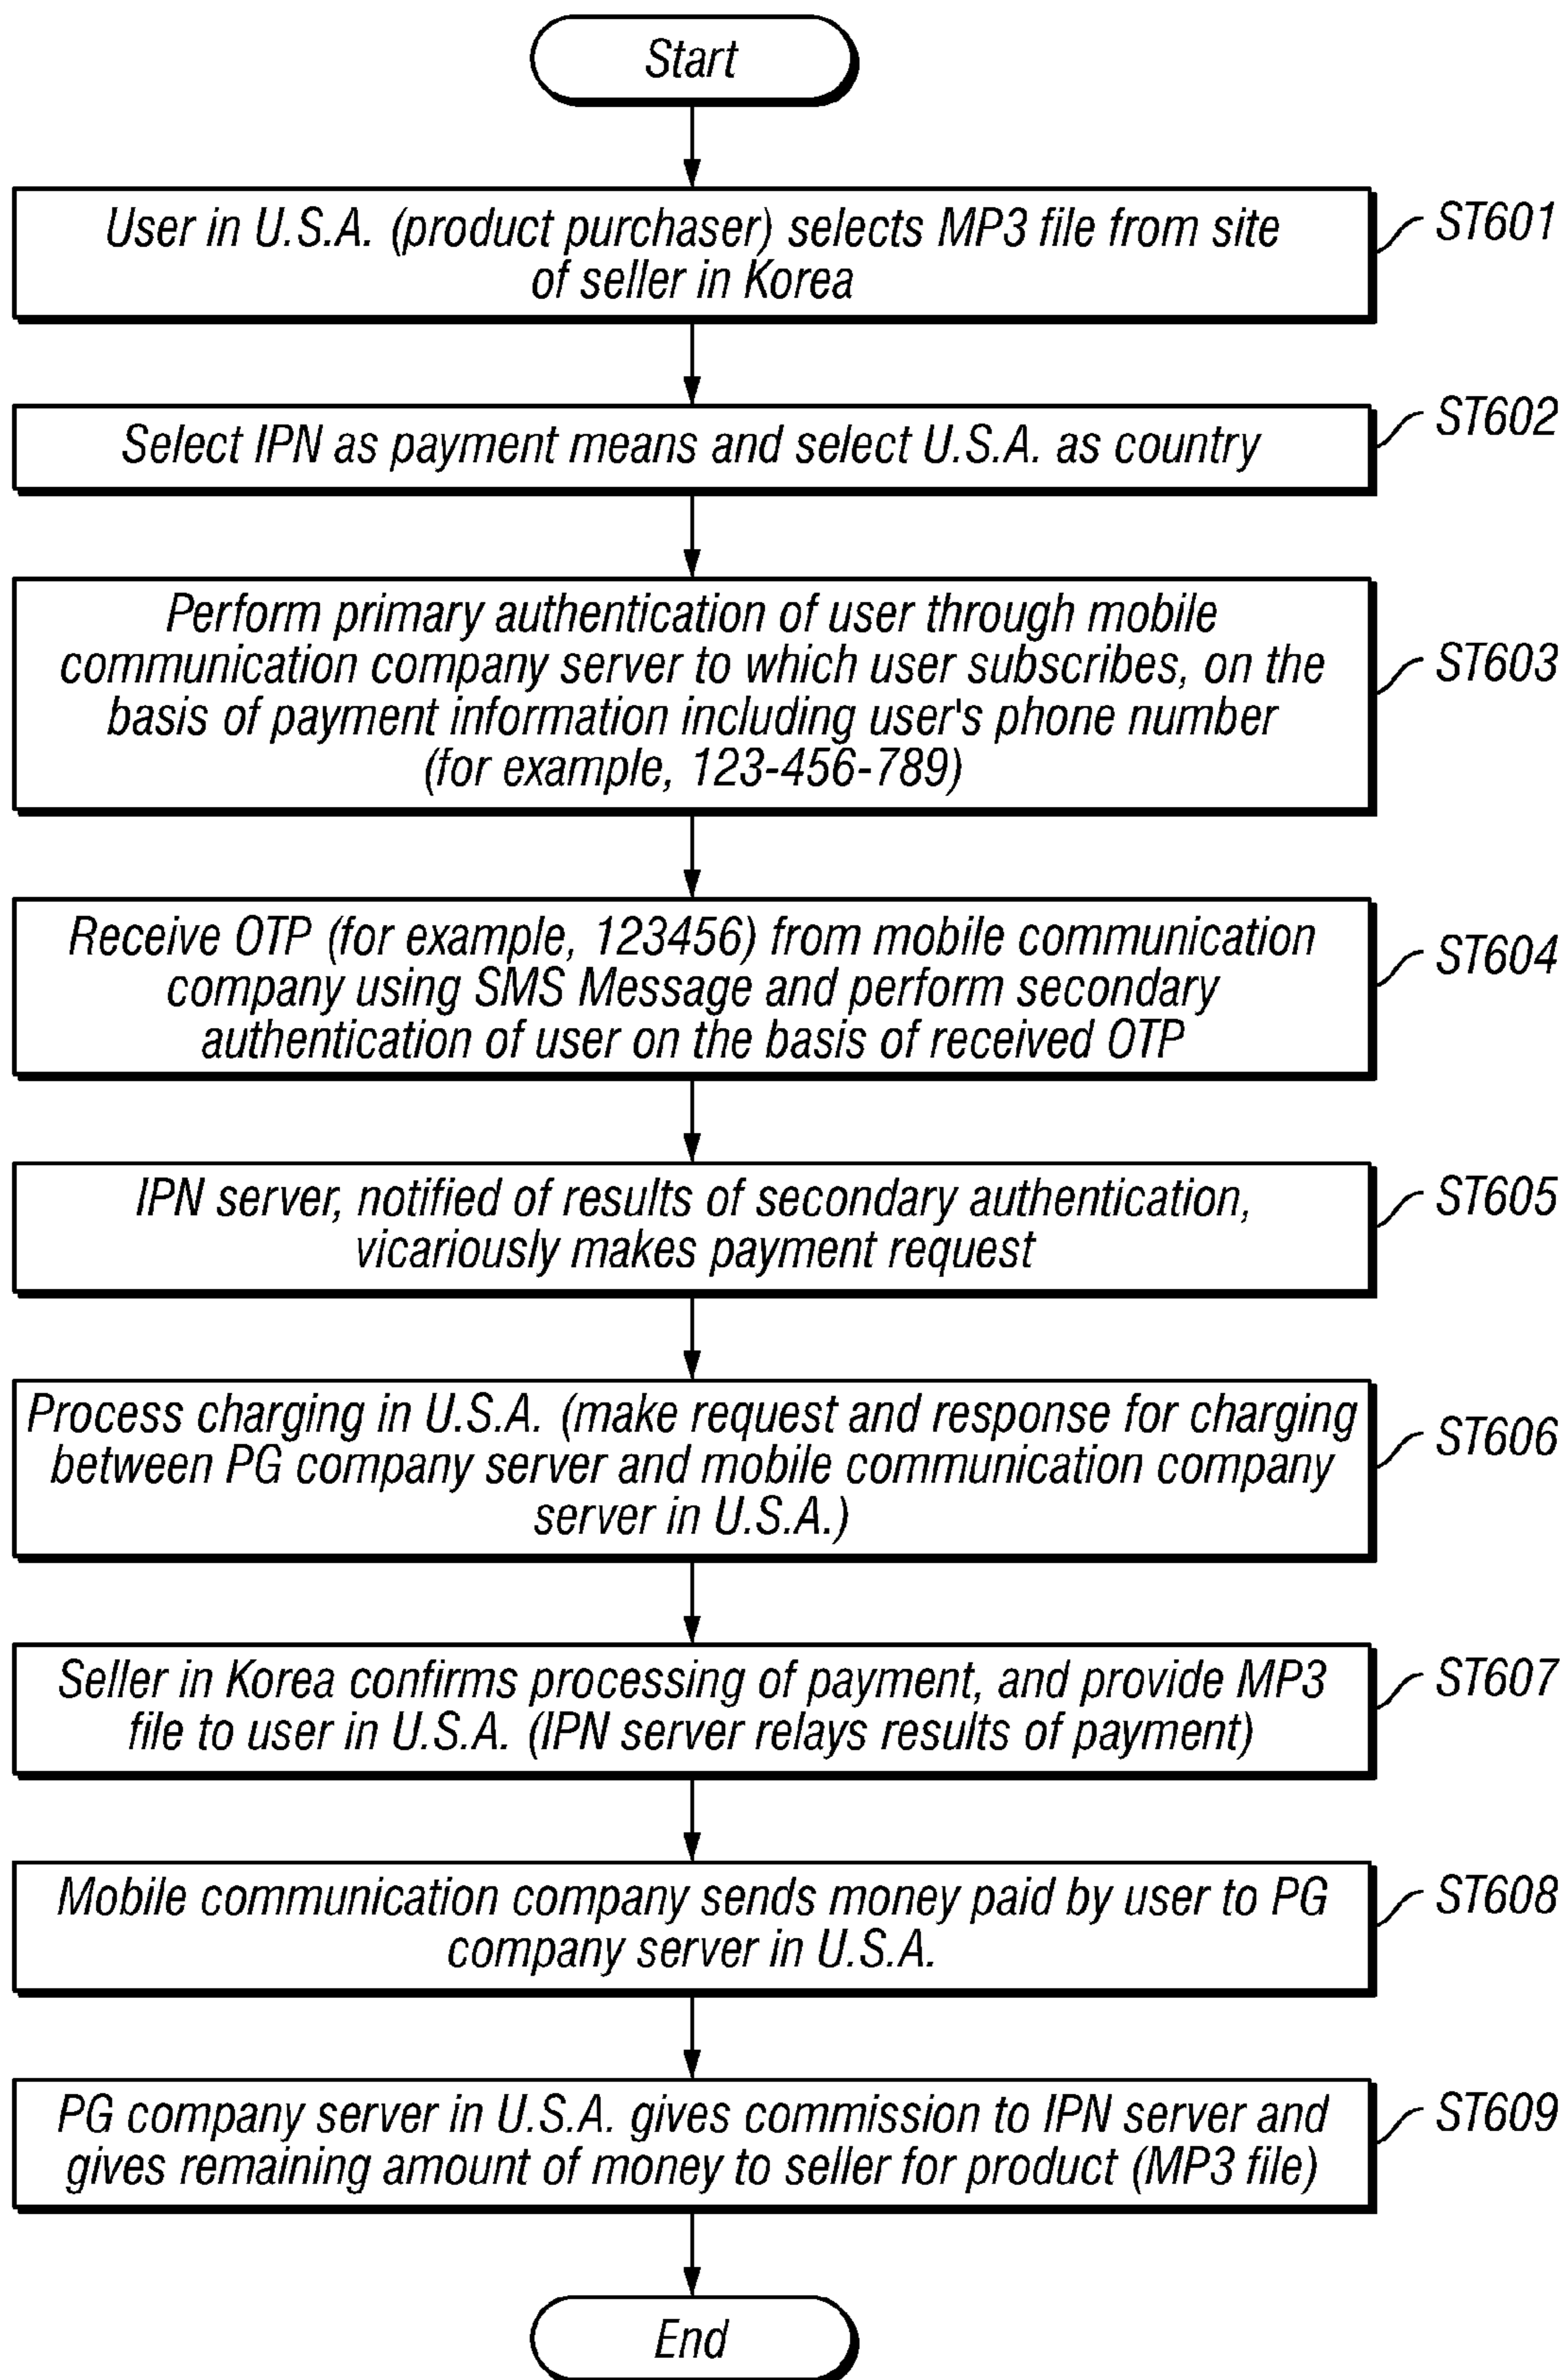 Start
User in U.S.A. (product purchaser) selects MP3 file from site
of seller in Korea
ST601
Select IPN as payment means and select U.S.A. as country
ST602
Perform primary authentication of user through mobile
communication company server to which user subscribes, on the
basis of payment information including user's phone number
(for example, 123-456-789)
ST603
Receive OTP (for example, 123456) from mobile communication
company using SMS Message and perform secondary
authentication of user on the basis of received OTP
ST604
IPN server, notified of results of secondary authentication,
vicariously makes payment request
ST605
Process charging in U.S.A. (make request and response for charging
between PG company server and mobile communication company
server in U.S.A.)
ST606
Seller in Korea confirms processing of payment, and provide MP3
file to user in U.S.A. (IPN server relays results of payment)
ST607
Mobile communication company sends money paid by user to PG
company server in U.S.A.
ST608
PG company server in U.S.A. gives commission to IPN server and
gives remaining amount of money to seller for product (MP3 file)
ST609
End